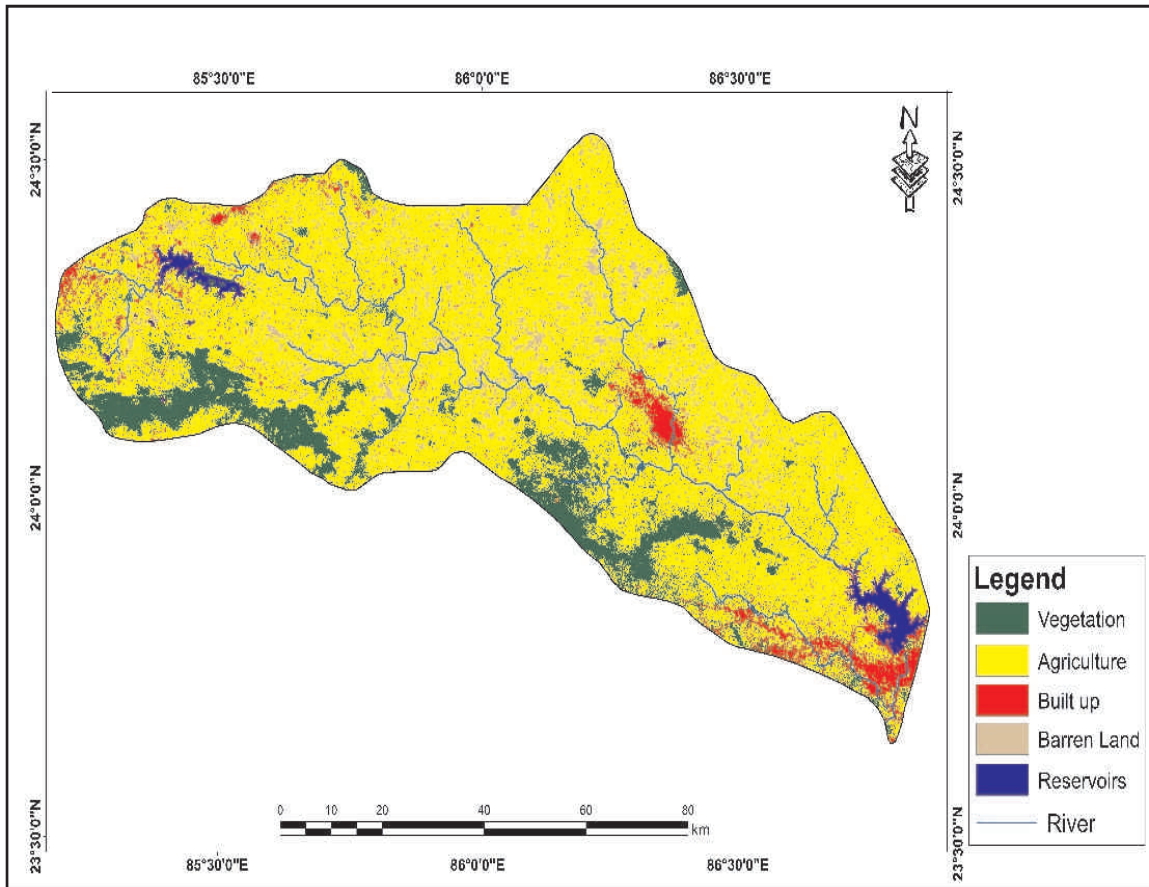 85°30'0"E 86°0'0"E 86°30'0"E
N
24°30'0"N
24°30'0"N
24°0'0"N
24°0'0"N
Legend
Vegetation
Agriculture
Built up
Barren Land
Reservoirs
River
0 10 20 40 60 80
km
23°30'0"N
23°30'0"N
85°30'0"E 86°0'0"E 86°30'0"E